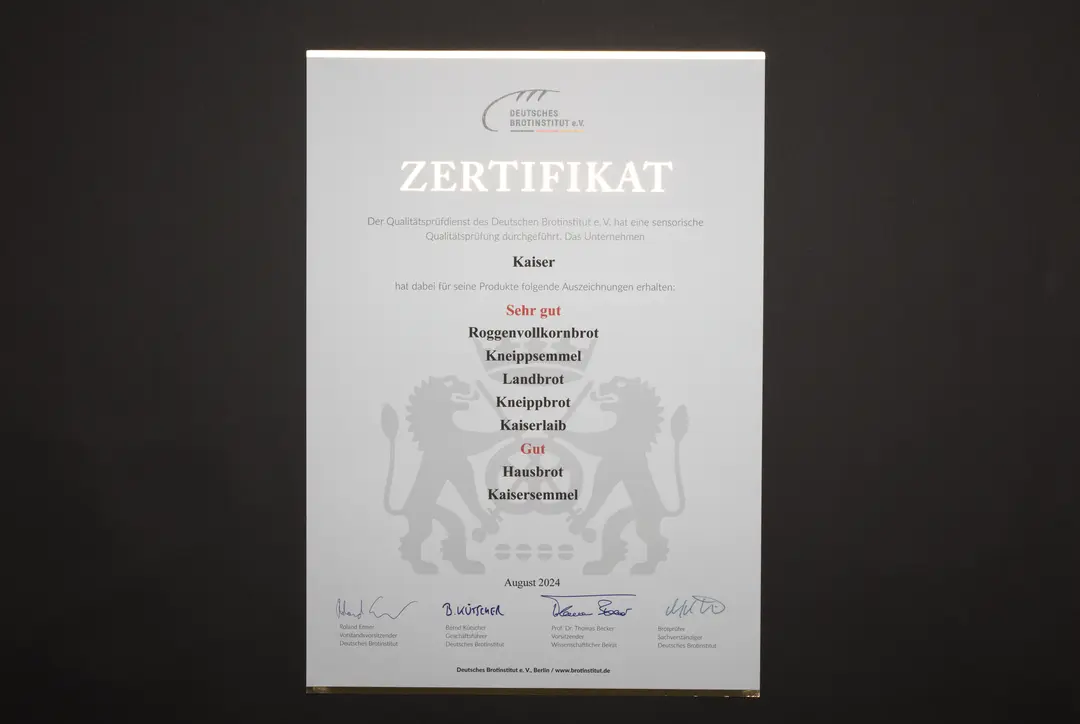 DEUTSCHES
BROTINSTITUT e.V.
ZERTIFIKAT
Der Qualitätsprüfdienst des Deutschen Brotinstitut e. V. hat eine sensorische
Qualitätsprüfung durchgeführt. Das Unternehmen
Kaiser
hat dabei für seine Produkte folgende Auszeichnungen erhalten:
Sehr gut
Roggenvollkornbrot
Kneippsemmel
Landbrot
Kneippbrot
Kaiserlaib
Gut
Hausbrot
Kaisersemmel
August 2024
B. KÜTSCHER
Roland Ermer
Vorstandsvorsitzender
Deutsches Brotinstitut
Bernd Kütscher
Geschäftsführer
Deutsches Brotinstitut
Prof. Dr. Thomas Becker
Vorsitzender
Wissenschaftlicher Beirat
Brotprüfer
Sachverständiger
Deutsches Brotinstitut
Deutsches Brotinstitut e. V., Berlin / www.brotinstitut.de